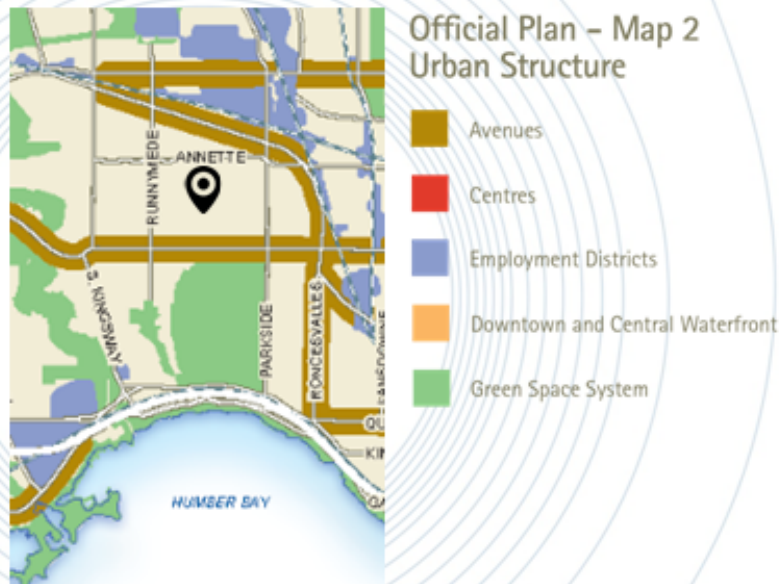 Official Plan – Map 2
Urban Structure
Avenues
Centres
Employment Districts
Downtown and Central Waterfront
Green Space System
RUNNYMEDE
ANNETTE
S. KINGSWAY
PARKSIDE
RONCESVALLES
HUMBER BAY